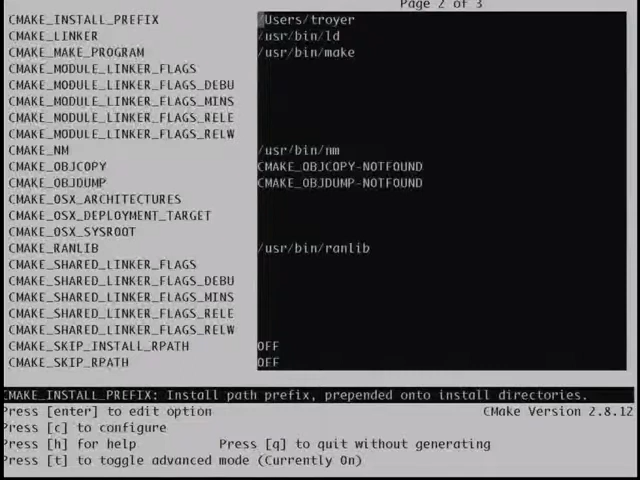 Page 2 of 3
CMAKE_INSTALL_PREFIX /Users/troyer
CMAKE_LINKER /usr/bin/ld
CMAKE_MAKE_PROGRAM /usr/bin/make
CMAKE_MODULE_LINKER_FLAGS
CMAKE_MODULE_LINKER_FLAGS_DEBU
CMAKE_MODULE_LINKER_FLAGS_MINS
CMAKE_MODULE_LINKER_FLAGS_RELE
CMAKE_MODULE_LINKER_FLAGS_RELW
CMAKE_NM /usr/bin/nm
CMAKE_OBJCOPY CMAKE_OBJCOPY-NOTFOUND
CMAKE_OBJDUMP CMAKE_OBJDUMP-NOTFOUND
CMAKE_OSX_ARCHITECTURES
CMAKE_OSX_DEPLOYMENT_TARGET
CMAKE_OSX_SYSROOT
CMAKE_RANLIB /usr/bin/ranlib
CMAKE_SHARED_LINKER_FLAGS
CMAKE_SHARED_LINKER_FLAGS_DEBU
CMAKE_SHARED_LINKER_FLAGS_MINS
CMAKE_SHARED_LINKER_FLAGS_RELE
CMAKE_SHARED_LINKER_FLAGS_RELW
CMAKE_SKIP_INSTALL_RPATH OFF
CMAKE_SKIP_RPATH OFF
CMAKE_INSTALL_PREFIX: Install path prefix, prepended onto install directories.
Press [enter] to edit option CMake Version 2.8.12
Press [c] to configure
Press [h] for help Press [q] to quit without generating
Press [t] to toggle advanced mode (Currently On)